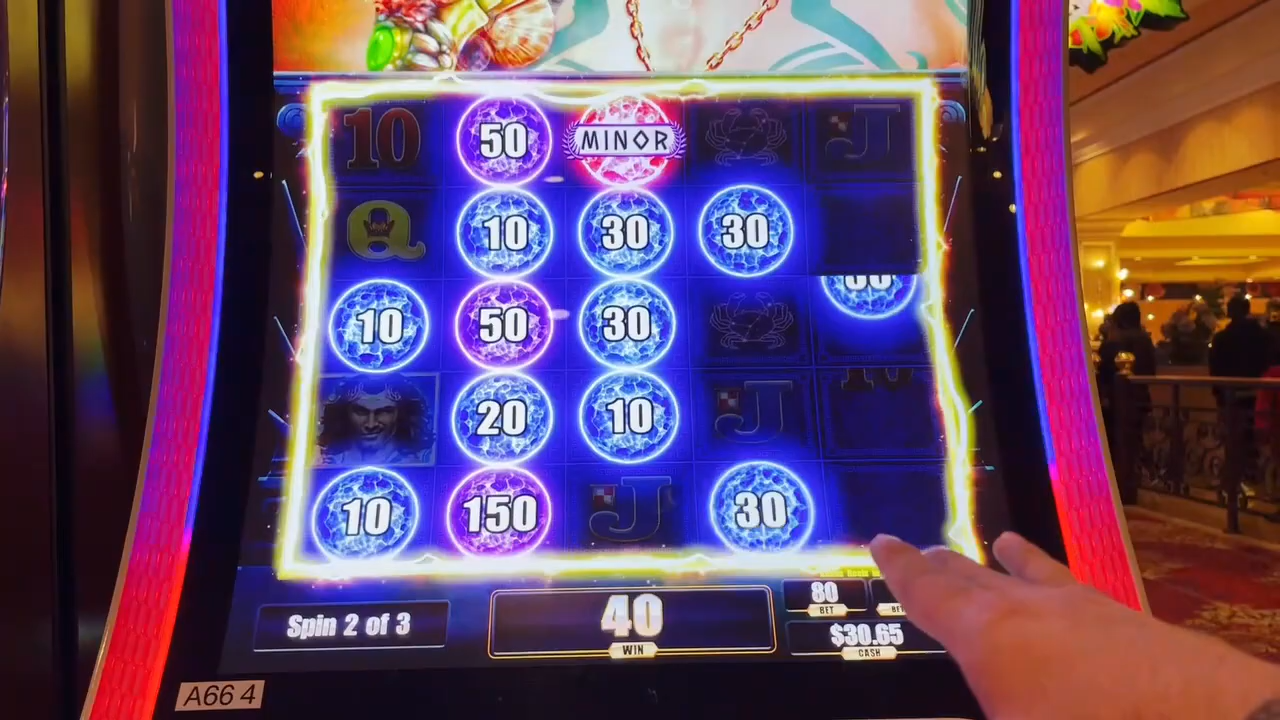 10 50 MINOR J
Q 10 30 30
10 50 30
20 10 J 10
10 150 J 30
Spin 2 of 3
40
WIN
80
BET
$30.65
CASH
A66 4